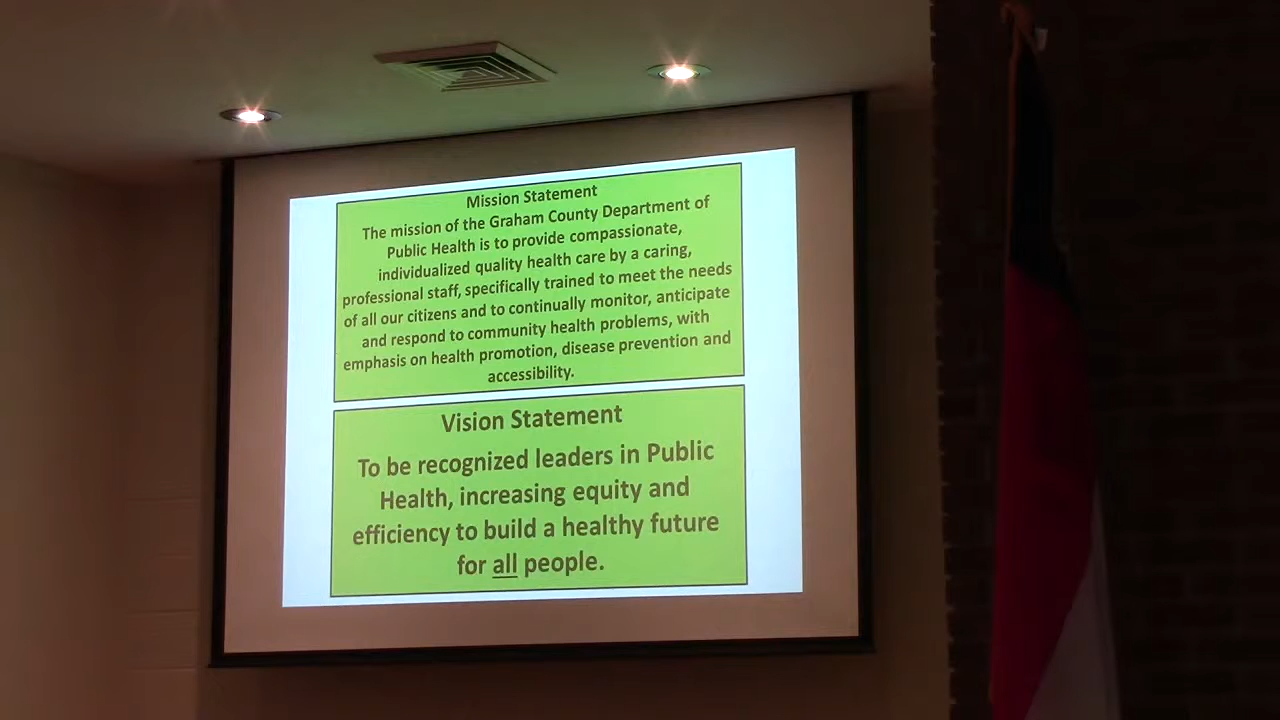 Mission Statement
The mission of the Graham County Department of
Public Health is to provide compassionate,
individualized quality health care by a caring,
professional staff, specifically trained to meet the needs
of all our citizens and to continually monitor, anticipate
and respond to community health problems, with
emphasis on health promotion, disease prevention and
accessibility.
Vision Statement
To be recognized leaders in Public
Health, increasing equity and
efficiency to build a healthy future
for all people.